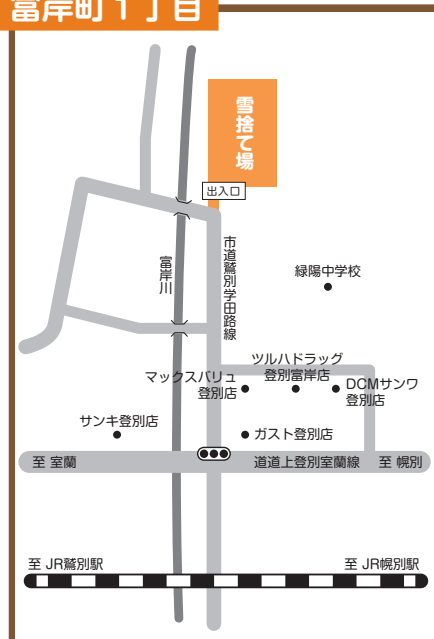 富岸町1丁目
雪捨て場
出入口
市道鷲別学田路線
富岸川
緑陽中学校
ツルハドラッグ
登別富岸店
マックスバリュ
登別店
DCMサンワ
登別店
サンキ登別店
ガスト登別店
至 室蘭
道道上登別室蘭線
至 幌別
至 JR鷲別駅
至 JR幌別駅